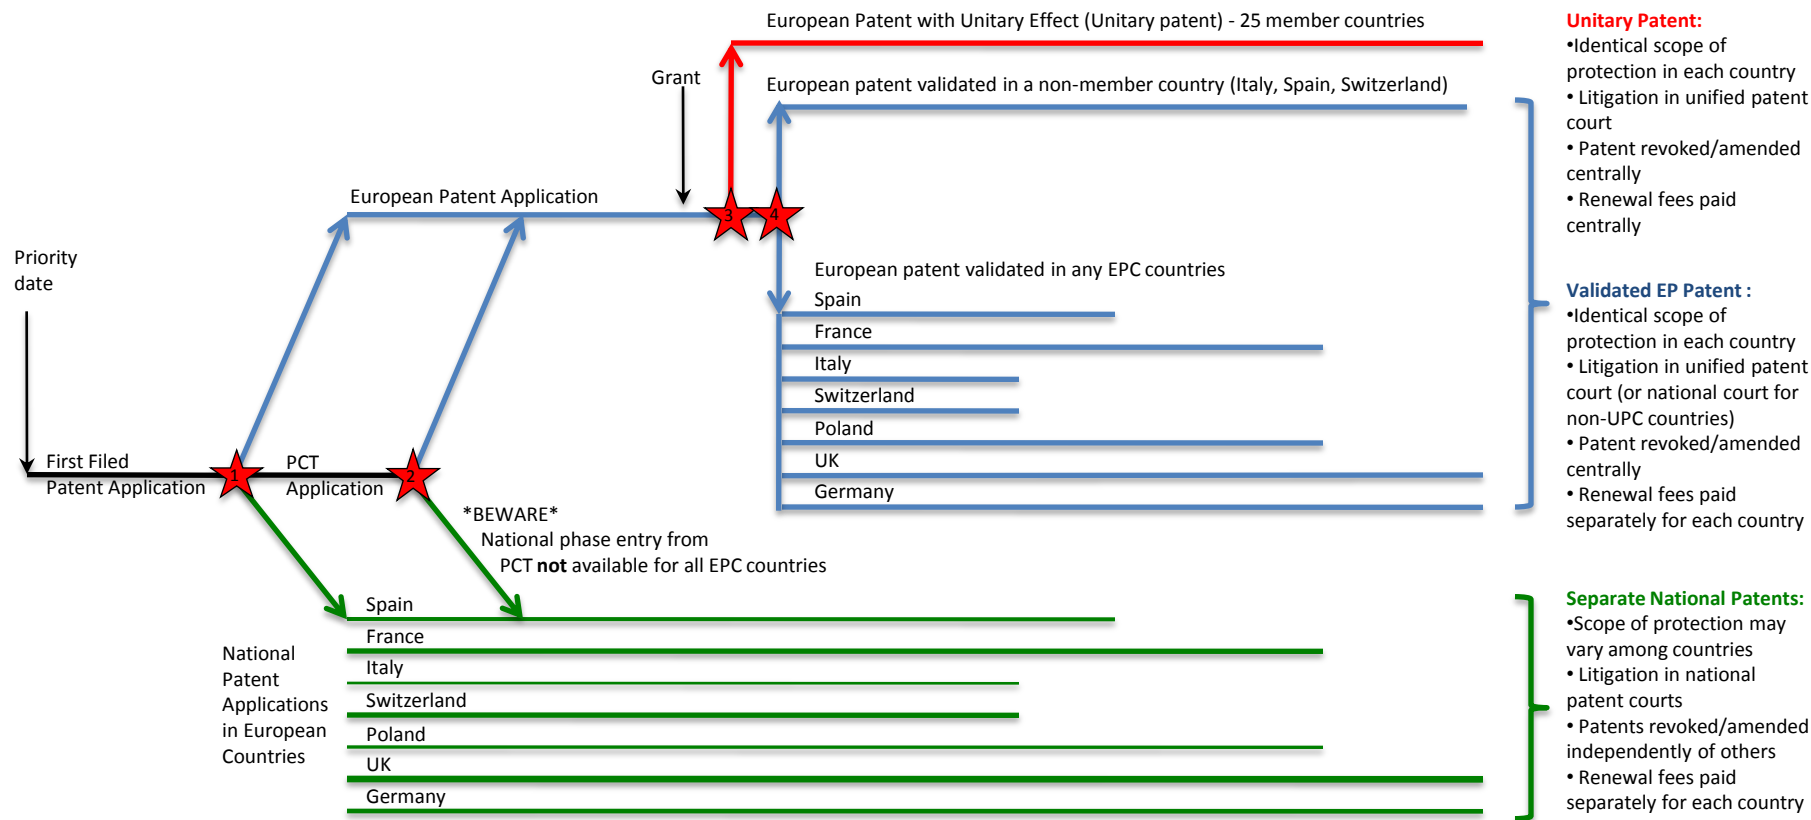 European Patent with Unitary Effect (Unitary patent) - 25 member countries
Grant
European patent validated in a non-member country (Italy, Spain, Switzerland)
European Patent Application
3
4
Priority
date
European patent validated in any EPC countries
Spain
France
Italy
Switzerland
Poland
UK
Germany
First Filed
Patent Application
1
PCT
Application
2
*BEWARE*
National phase entry from
PCT not available for all EPC countries
National
Patent
Applications
in European
Countries
Spain
France
Italy
Switzerland
Poland
UK
Germany
Unitary Patent:
•Identical scope of
protection in each country
• Litigation in unified patent
court
• Patent revoked/amended
centrally
• Renewal fees paid
centrally
Validated EP Patent :
•Identical scope of
protection in each country
• Litigation in unified patent
court (or national court for
non-UPC countries)
• Patent revoked/amended
centrally
• Renewal fees paid
separately for each country
Separate National Patents:
•Scope of protection may
vary among countries
• Litigation in national
patent courts
• Patents revoked/amended
independently of others
• Renewal fees paid
separately for each country